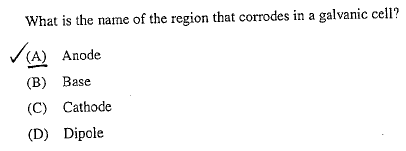 What is the name of the region that corrodes in a galvanic cell?
✓(A) Anode
(B) Base
(C) Cathode
(D) Dipole